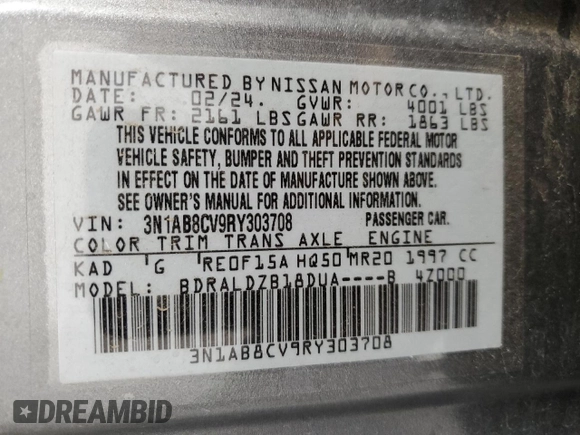 MANUFACTURED BY NISSAN MOTOR CO., LTD.
DATE: 02/24. GVWR: 4001 LBS
GAWR FR: 2161 LBS GAWR RR: 1863 LBS
THIS VEHICLE CONFORMS TO ALL APPLICABLE FEDERAL MOTOR
VEHICLE SAFETY, BUMPER AND THEFT PREVENTION STANDARDS
IN EFFECT ON THE DATE OF MANUFACTURE SHOWN ABOVE.
SEE OWNER'S MANUAL FOR ADDITIONAL INFORMATION.
VIN: 3N1AB8CV9RY303708 PASSENGER CAR.
COLOR TRIM TRANS AXLE ENGINE
KAD G RE0F15A HQ50 MR20 1997 CC
MODEL: BDRALDZB18DUA----B 4Z000
3N1AB8CV9RY303708
DREAMBID